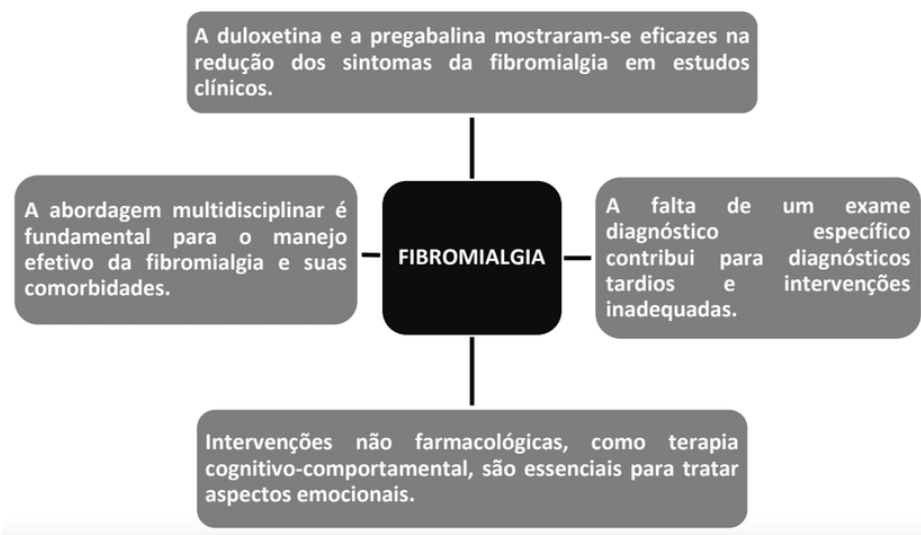 A duloxetina e a pregabalina mostraram-se eficazes na
redução dos sintomas da fibromialgia em estudos
clínicos.
A abordagem multidisciplinar é
fundamental para o manejo
efetivo da fibromialgia e suas
comorbidades.
FIBROMIALGIA
A falta de um exame
diagnóstico específico
contribui para diagnósticos
tardios e intervenções
inadequadas.
Intervenções não farmacológicas, como terapia
cognitivo-comportamental, são essenciais para tratar
aspectos emocionais.